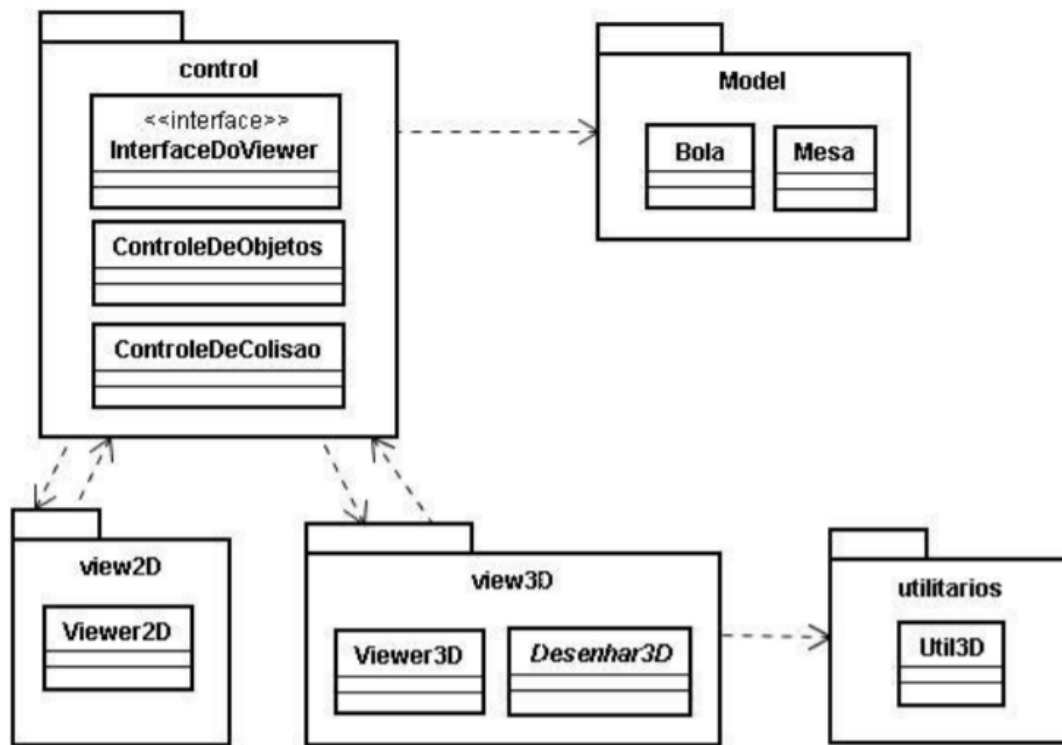 control
<<interface>>
InterfaceDoViewer
ControleDeObjetos
ControleDeColisao
Model
Bola
Mesa
view2D
Viewer2D
view3D
Viewer3D
Desenhar3D
utilitarios
Util3D